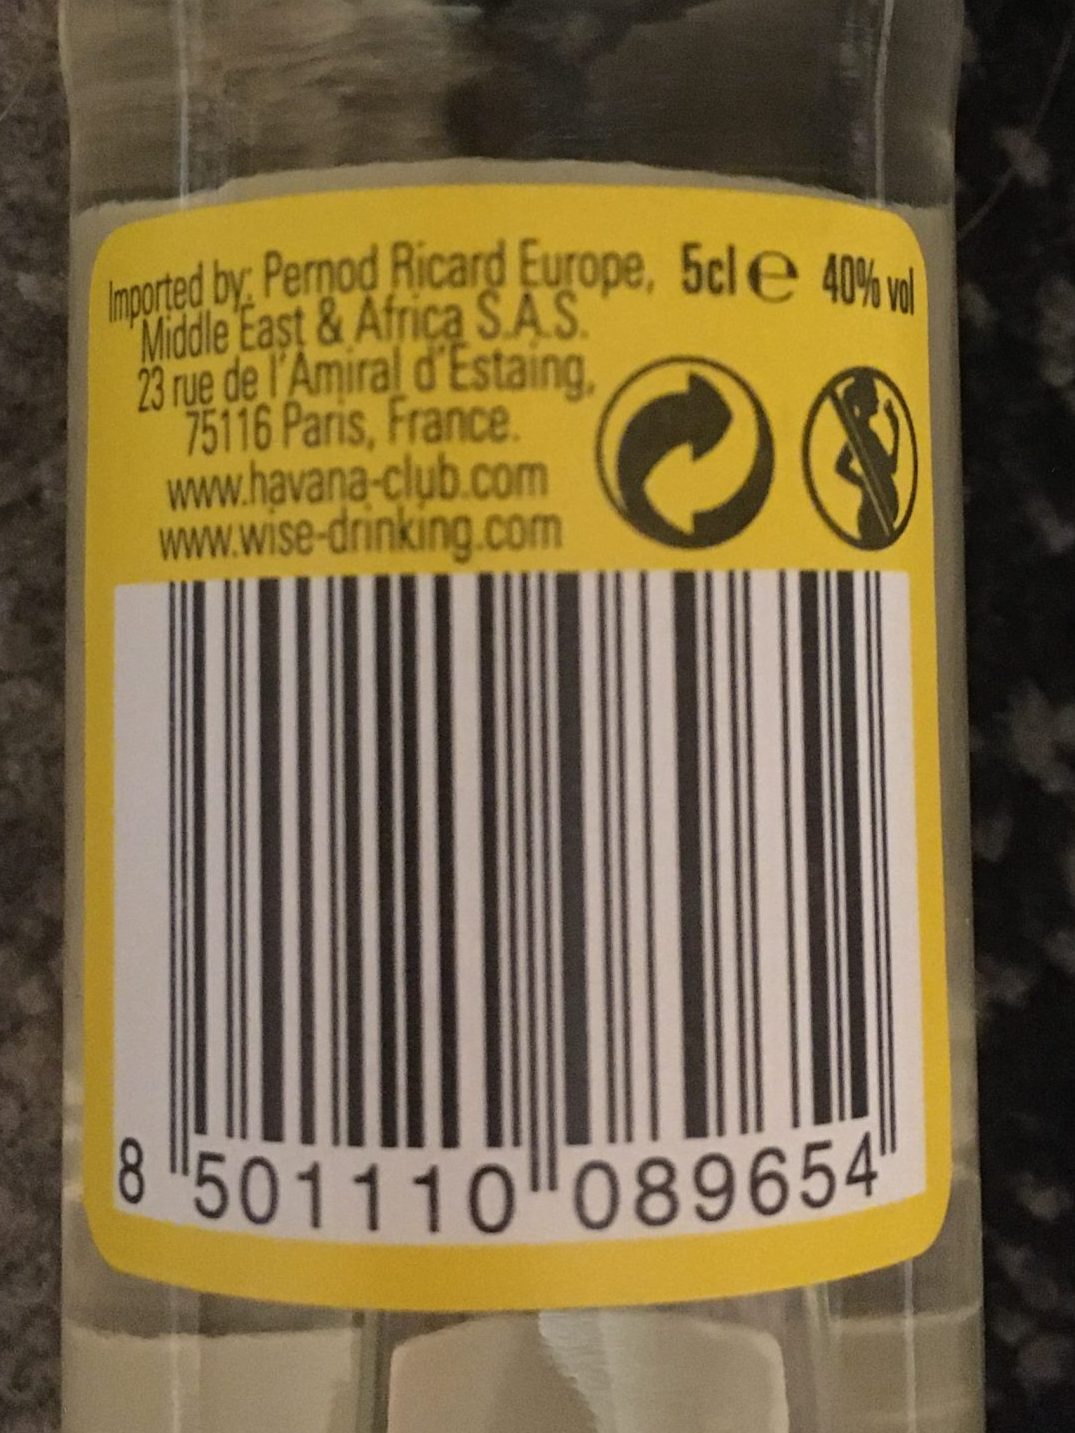 Imported by: Pernod Ricard Europe, 5cl ℮ 40% vol
Middle East & Africa S.A.S.
23 rue de l'Amiral d'Estaing,
75116 Paris, France.
www.havana-club.com
www.wise-drinking.com
8 501110 089654